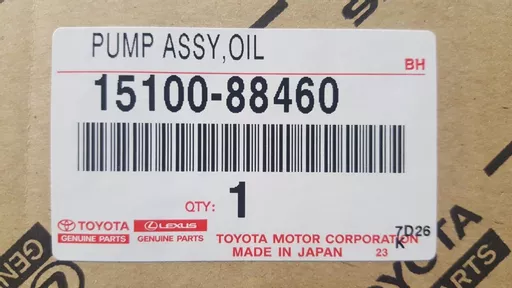 PUMP ASSY,OIL
BH
15100-88460
QTY: 1
TOYOTA
GENUINE PARTS
LEXUS
GENUINE PARTS
TOYOTA MOTOR CORPORATION
MADE IN JAPAN 23
7D26
K